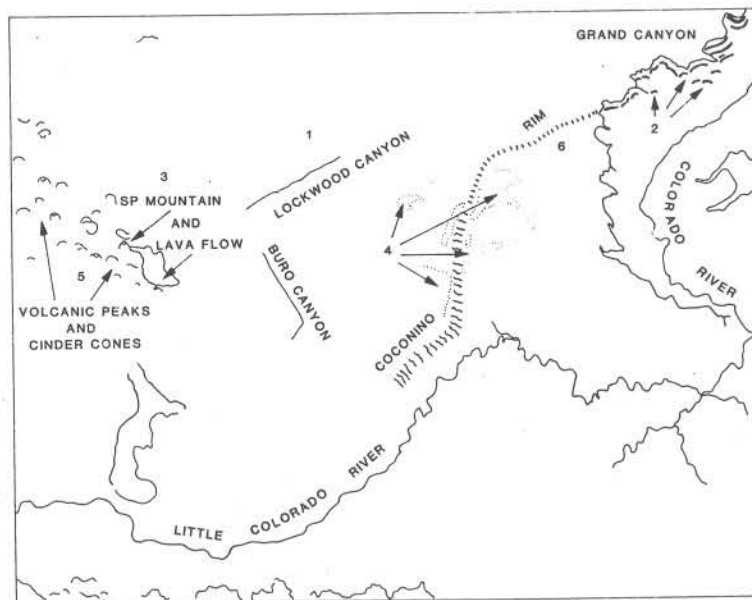 GRAND CANYON
1
RIM
2
6
LOCKWOOD CANYON
COLORADO
3
SP MOUNTAIN
AND
LAVA FLOW
4
BURO CANYON
5
RIVER
VOLCANIC PEAKS
AND
CINDER CONES
COCONINO
LITTLE COLORADO RIVER